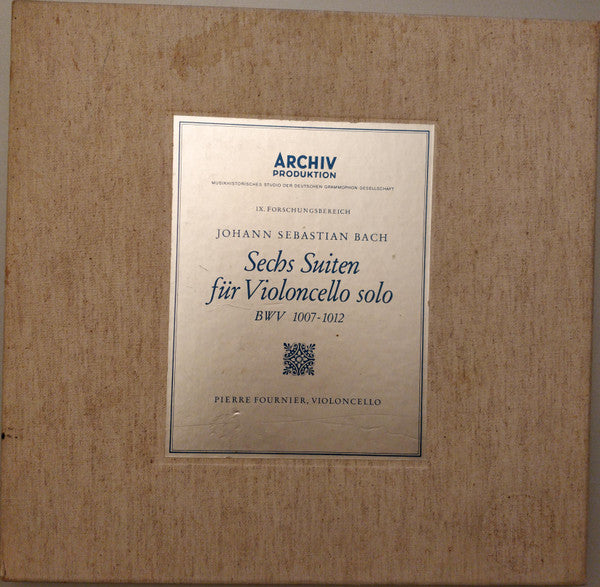 ARCHIV
PRODUKTION
MUSIKHISTORISCHES STUDIO DER DEUTSCHEN GRAMMOPHON GESELLSCHAFT
IX. FORSCHUNGSBEREICH
JOHANN SEBASTIAN BACH
Sechs Suiten
für Violoncello solo
BWV 1007-1012
PIERRE FOURNIER, VIOLONCELLO